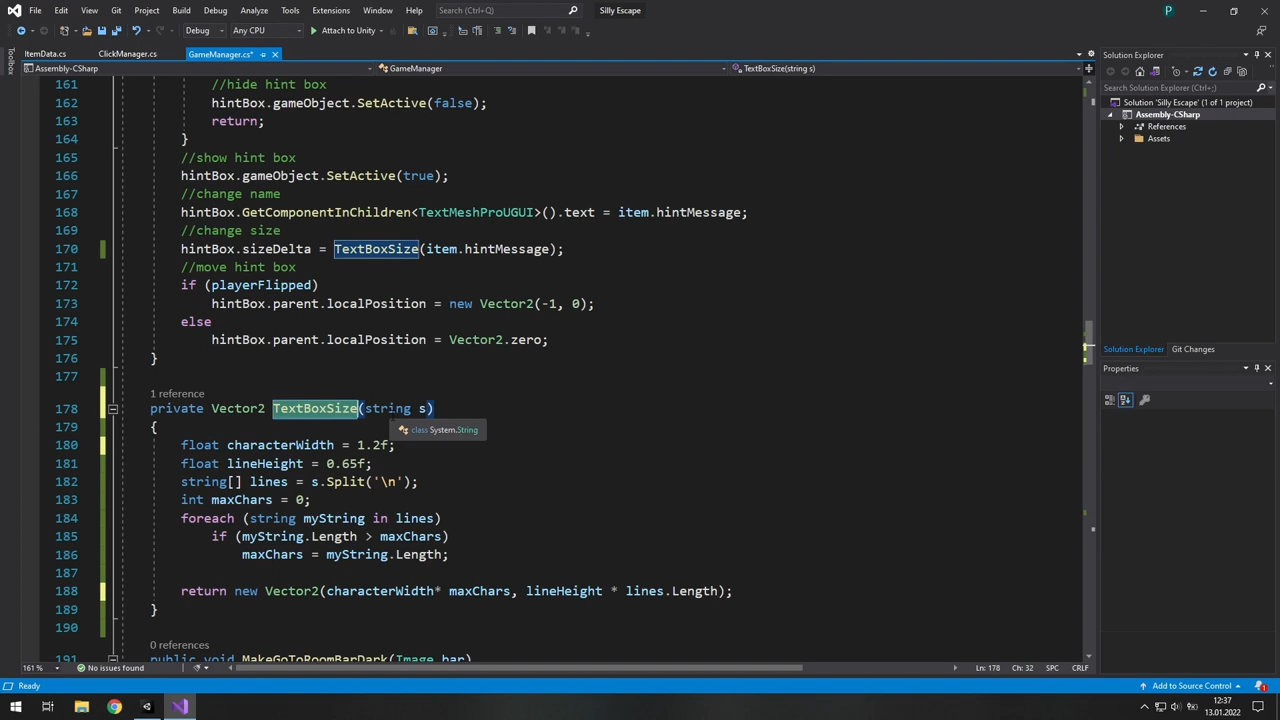 File Edit View Git Project Build Debug Analyze Tools Extensions Window Help Search (Ctrl+Q) Silly Escape P
Debug Any CPU Attach to Unity
ItemData.cs ClickManager.cs GameManager.cs*
Assembly-CSharp GameManager TextBoxSize(string s)
Toolbox
161 //hide hint box
162 hintBox.gameObject.SetActive(false);
163 return;
164 }
165 //show hint box
166 hintBox.gameObject.SetActive(true);
167 //change name
168 hintBox.GetComponentInChildren<TextMeshProUGUI>().text = item.hintMessage;
169 //change size
170 hintBox.sizeDelta = TextBoxSize(item.hintMessage);
171 //move hint box
172 if (playerFlipped)
173 hintBox.parent.localPosition = new Vector2(-1, 0);
174 else
175 hintBox.parent.localPosition = Vector2.zero;
176 }
177
1 reference
178 private Vector2 TextBoxSize(string s)
179 {
class System.String
180 float characterWidth = 1.2f;
181 float lineHeight = 0.65f;
182 string[] lines = s.Split('\n');
183 int maxChars = 0;
184 foreach (string myString in lines)
185 if (myString.Length > maxChars)
186 maxChars = myString.Length;
187
188 return new Vector2(characterWidth* maxChars, lineHeight * lines.Length);
189 }
190
0 references
191 public void MakeGoToRoomBarDark(Image bar)
161 % No issues found Ln: 178 Ch: 32 SPC CRLF
Solution Explorer
Search Solution Explorer (Ctrl+;)
Solution 'Silly Escape' (1 of 1 project)
Assembly-CSharp
References
Assets
Solution Explorer Git Changes
Properties
Ready Add to Source Control 1
12:37
13.01.2022